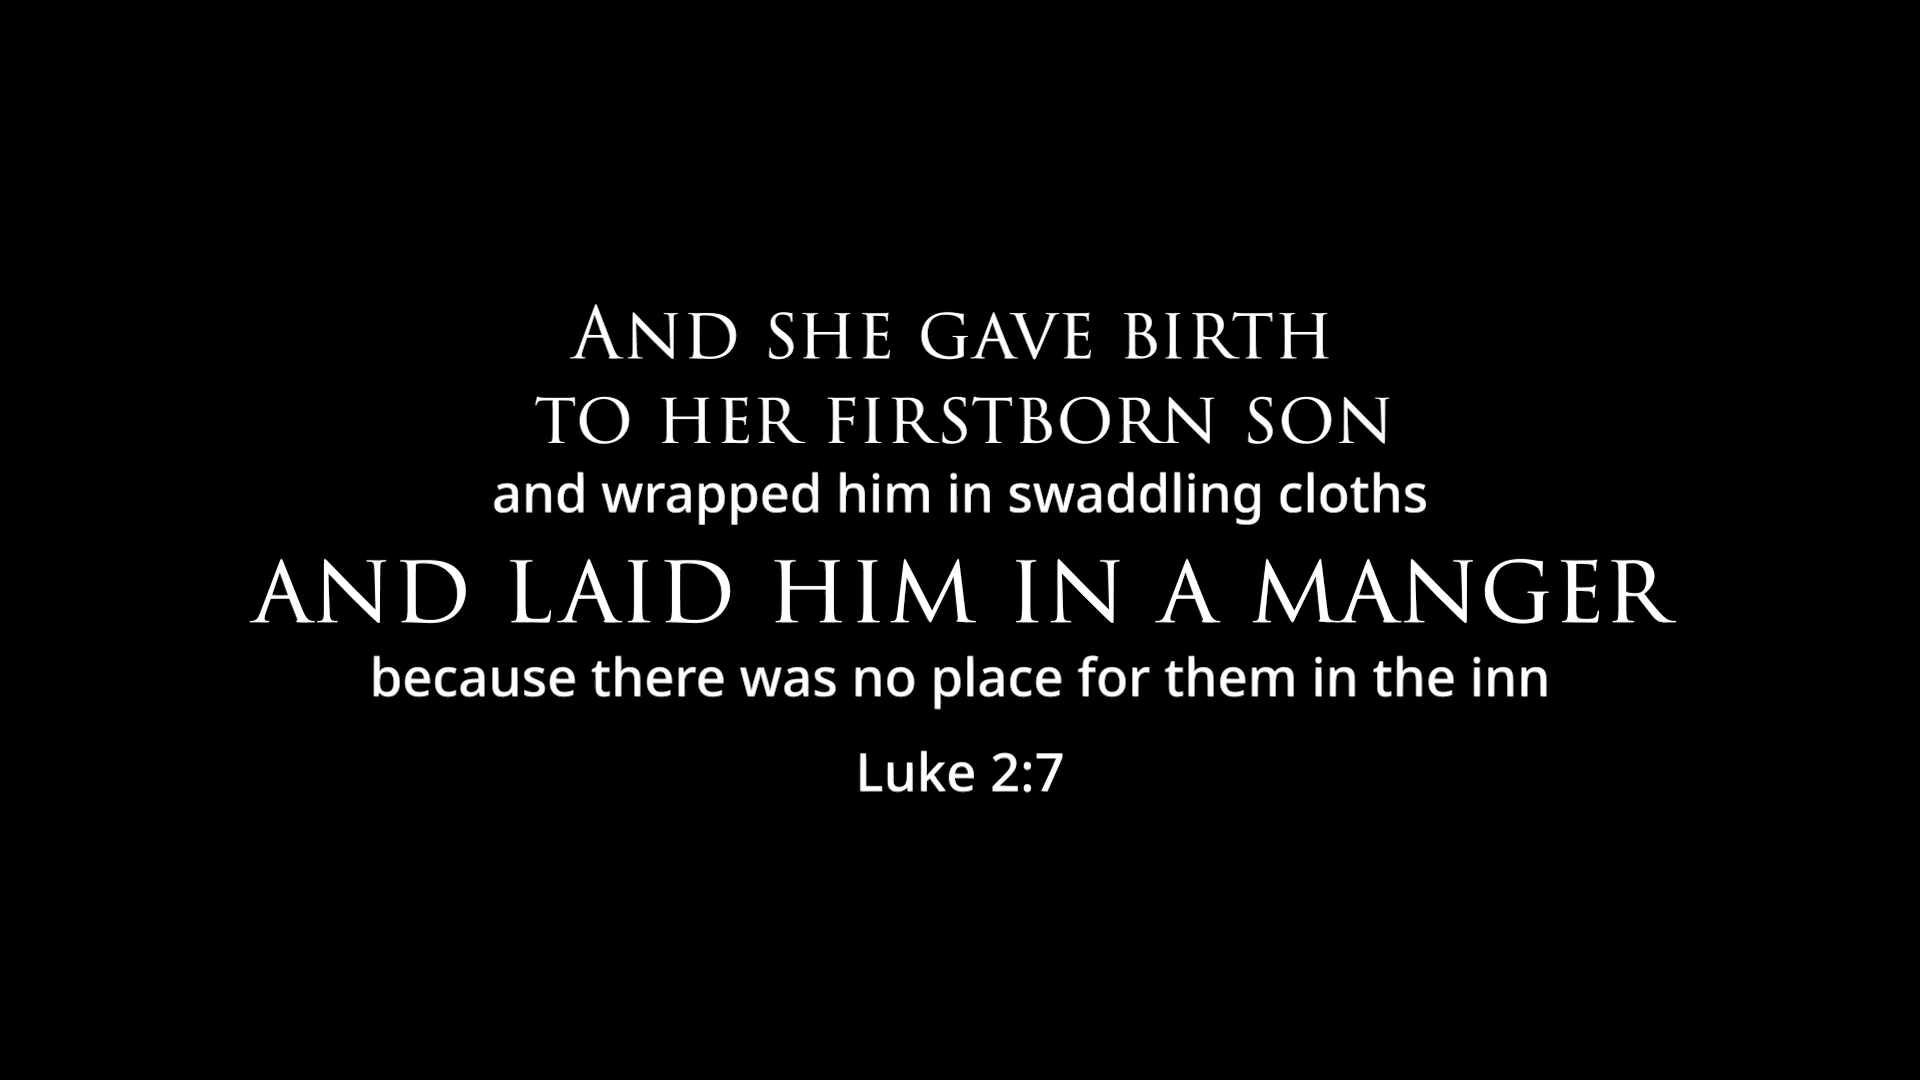 And she gave birth
to her firstborn son
and wrapped him in swaddling cloths
and laid him in a manger
because there was no place for them in the inn
Luke 2:7